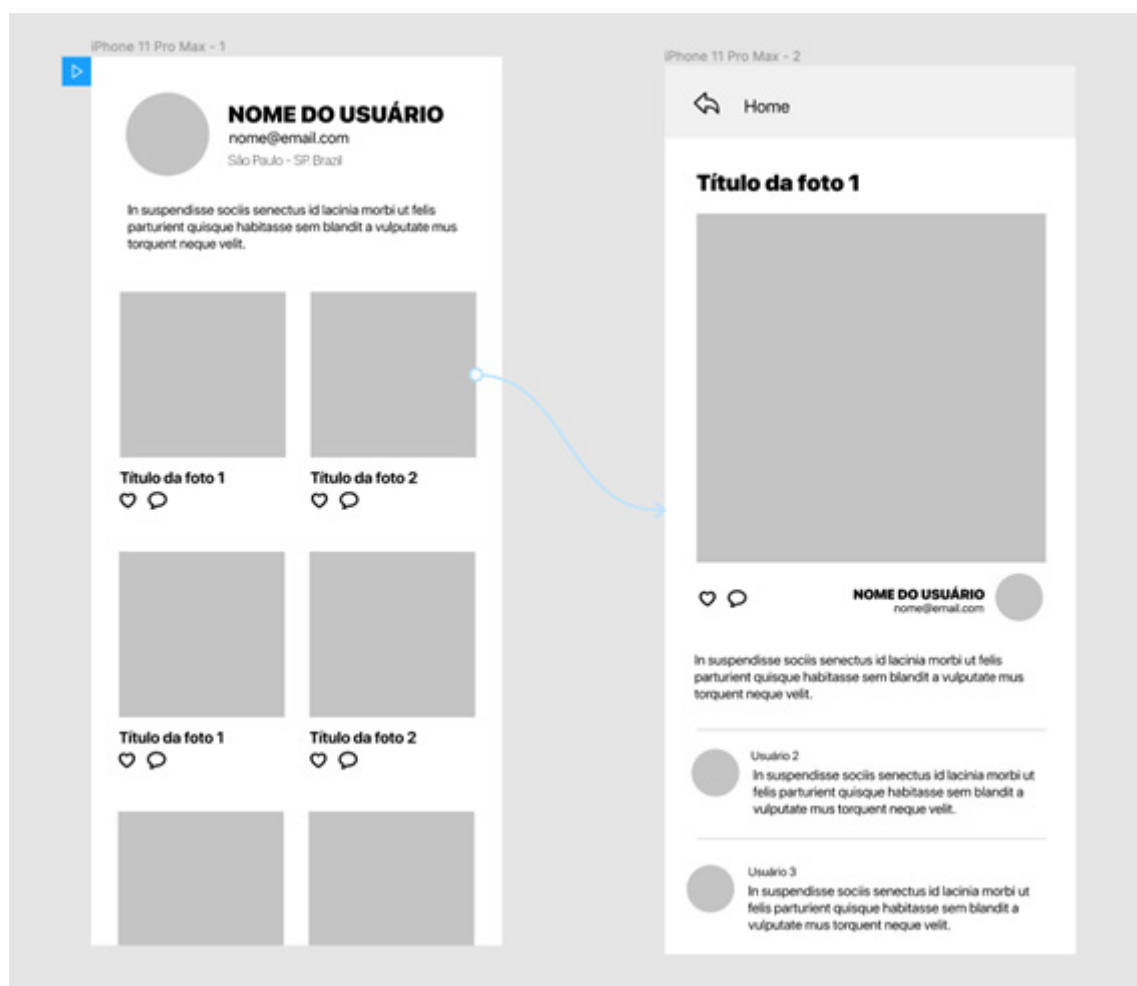 iPhone 11 Pro Max - 1
NOME DO USUÁRIO
nome@email.com
São Paulo - SP. Brazil
In suspendisse sociis senectus id lacinia morbi ut felis
parturient quisque habitasse sem blandit a vulputate mus
torquent neque velit.
Título da foto 1
Título da foto 2
Título da foto 1
Título da foto 2
iPhone 11 Pro Max - 2
Home
Título da foto 1
NOME DO USUÁRIO
nome@email.com
In suspendisse sociis senectus id lacinia morbi ut felis
parturient quisque habitasse sem blandit a vulputate mus
torquent neque velit.
Usuário 2
In suspendisse sociis senectus id lacinia morbi ut
felis parturient quisque habitasse sem blandit a
vulputate mus torquent neque velit.
Usuário 3
In suspendisse sociis senectus id lacinia morbi ut
felis parturient quisque habitasse sem blandit a
vulputate mus torquent neque velit.